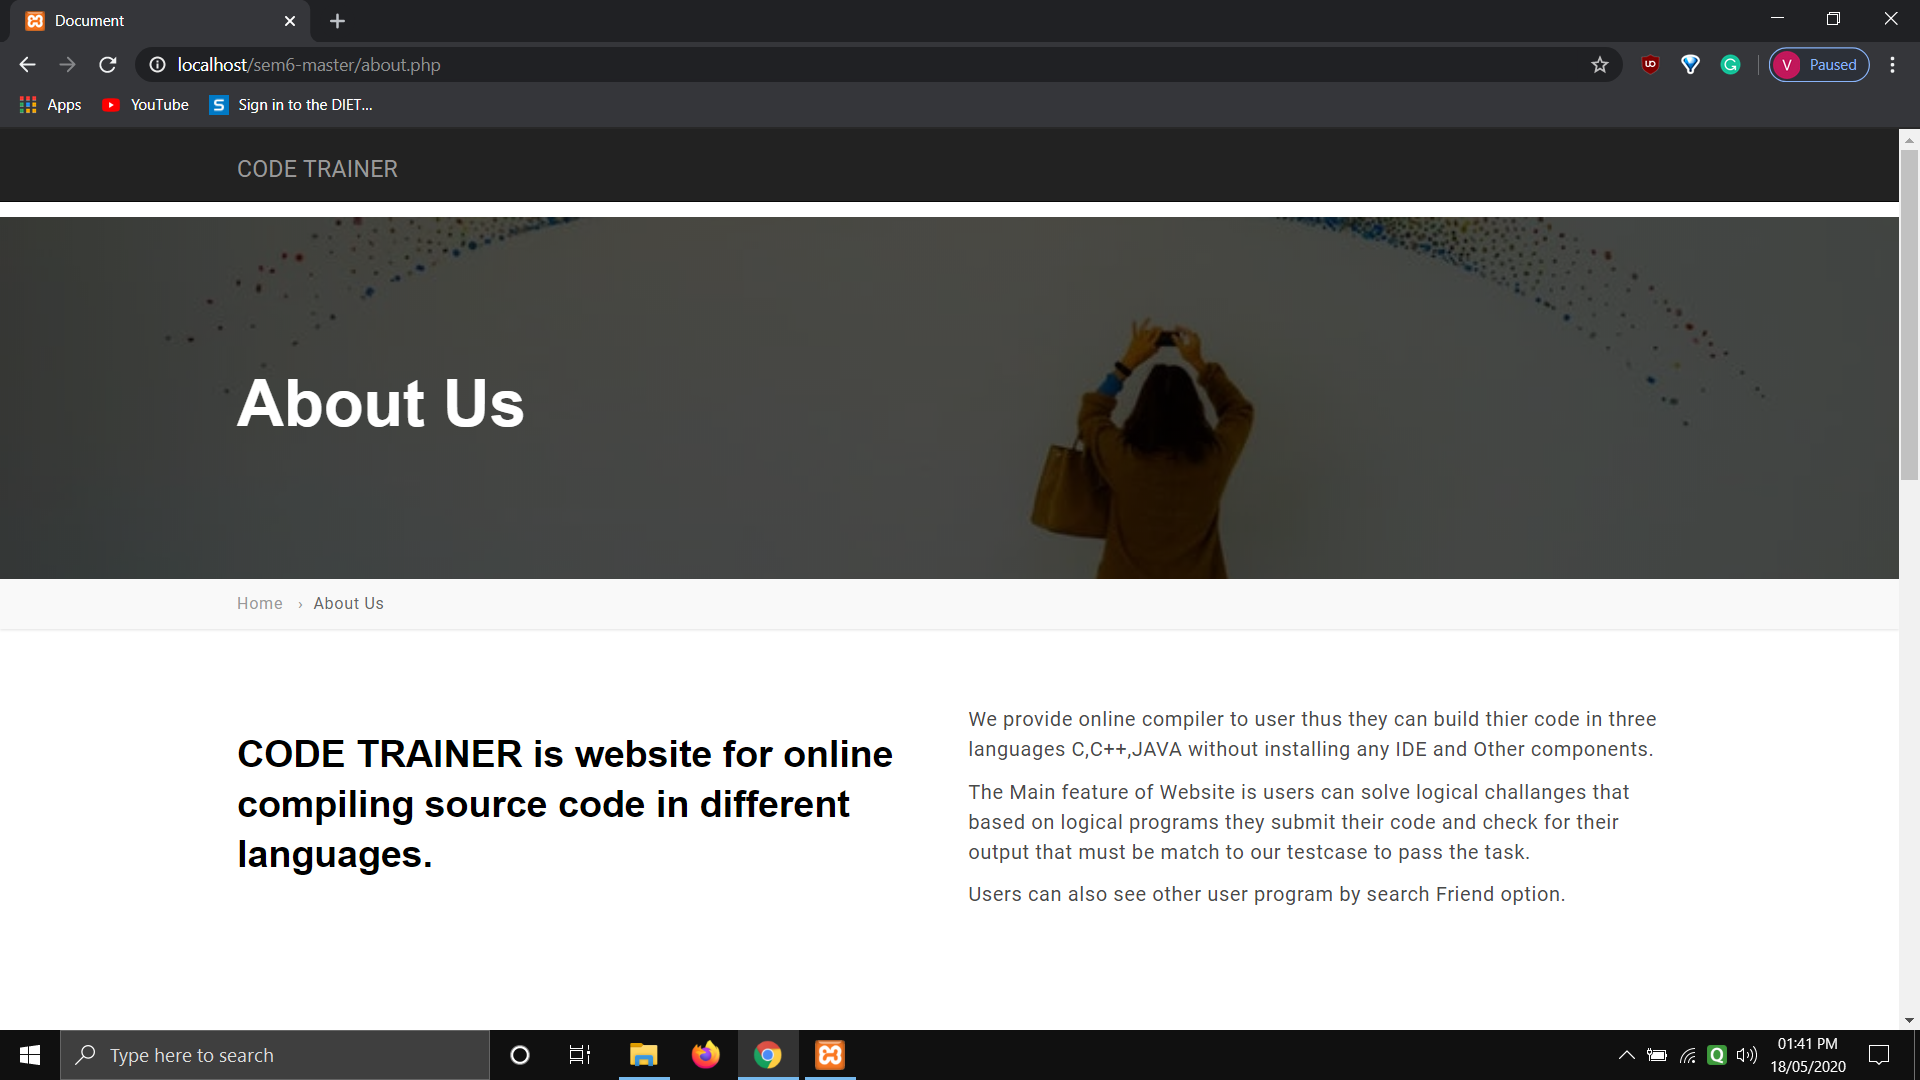 Document
localhost/sem6-master/about.php
V Paused
Apps YouTube S Sign in to the DIET...
CODE TRAINER
About Us
Home › About Us
CODE TRAINER is website for online
compiling source code in different
languages.
We provide online compiler to user thus they can build thier code in three
languages C,C++,JAVA without installing any IDE and Other components.
The Main feature of Website is users can solve logical challanges that
based on logical programs they submit their code and check for their
output that must be match to our testcase to pass the task.
Users can also see other user program by search Friend option.
Type here to search
01:41 PM
18/05/2020